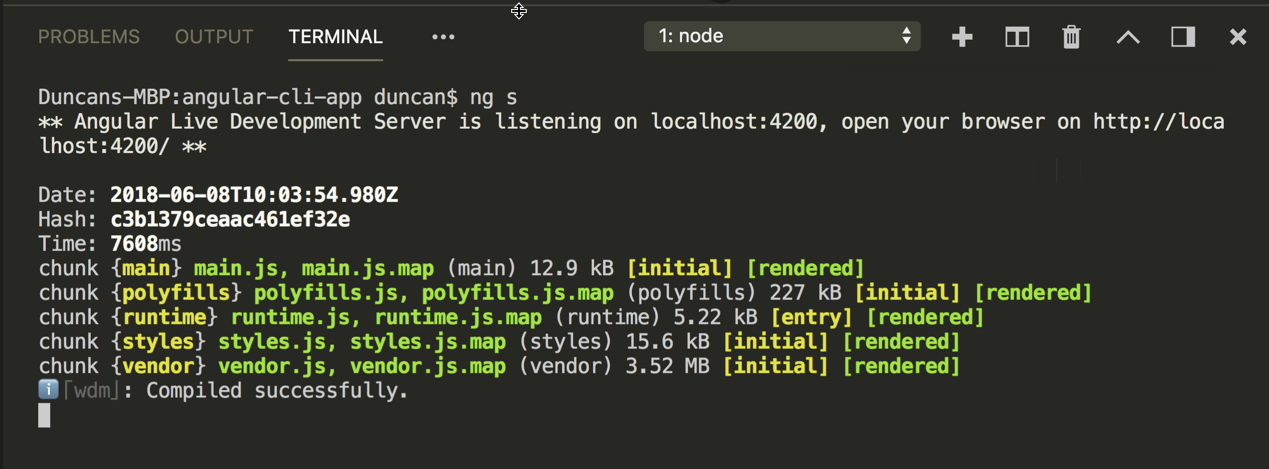 PROBLEMS OUTPUT TERMINAL ••• 1: node
Duncans-MBP:angular-cli-app duncan$ ng s
** Angular Live Development Server is listening on localhost:4200, open your browser on http://loca
lhost:4200/ **
Date: 2018-06-08T10:03:54.980Z
Hash: c3b1379ceaac461ef32e
Time: 7608ms
chunk {main} main.js, main.js.map (main) 12.9 kB [initial] [rendered]
chunk {polyfills} polyfills.js, polyfills.js.map (polyfills) 227 kB [initial] [rendered]
chunk {runtime} runtime.js, runtime.js.map (runtime) 5.22 kB [entry] [rendered]
chunk {styles} styles.js, styles.js.map (styles) 15.6 kB [initial] [rendered]
chunk {vendor} vendor.js, vendor.js.map (vendor) 3.52 MB [initial] [rendered]
ℹ️ ｢wdm｣: Compiled successfully.